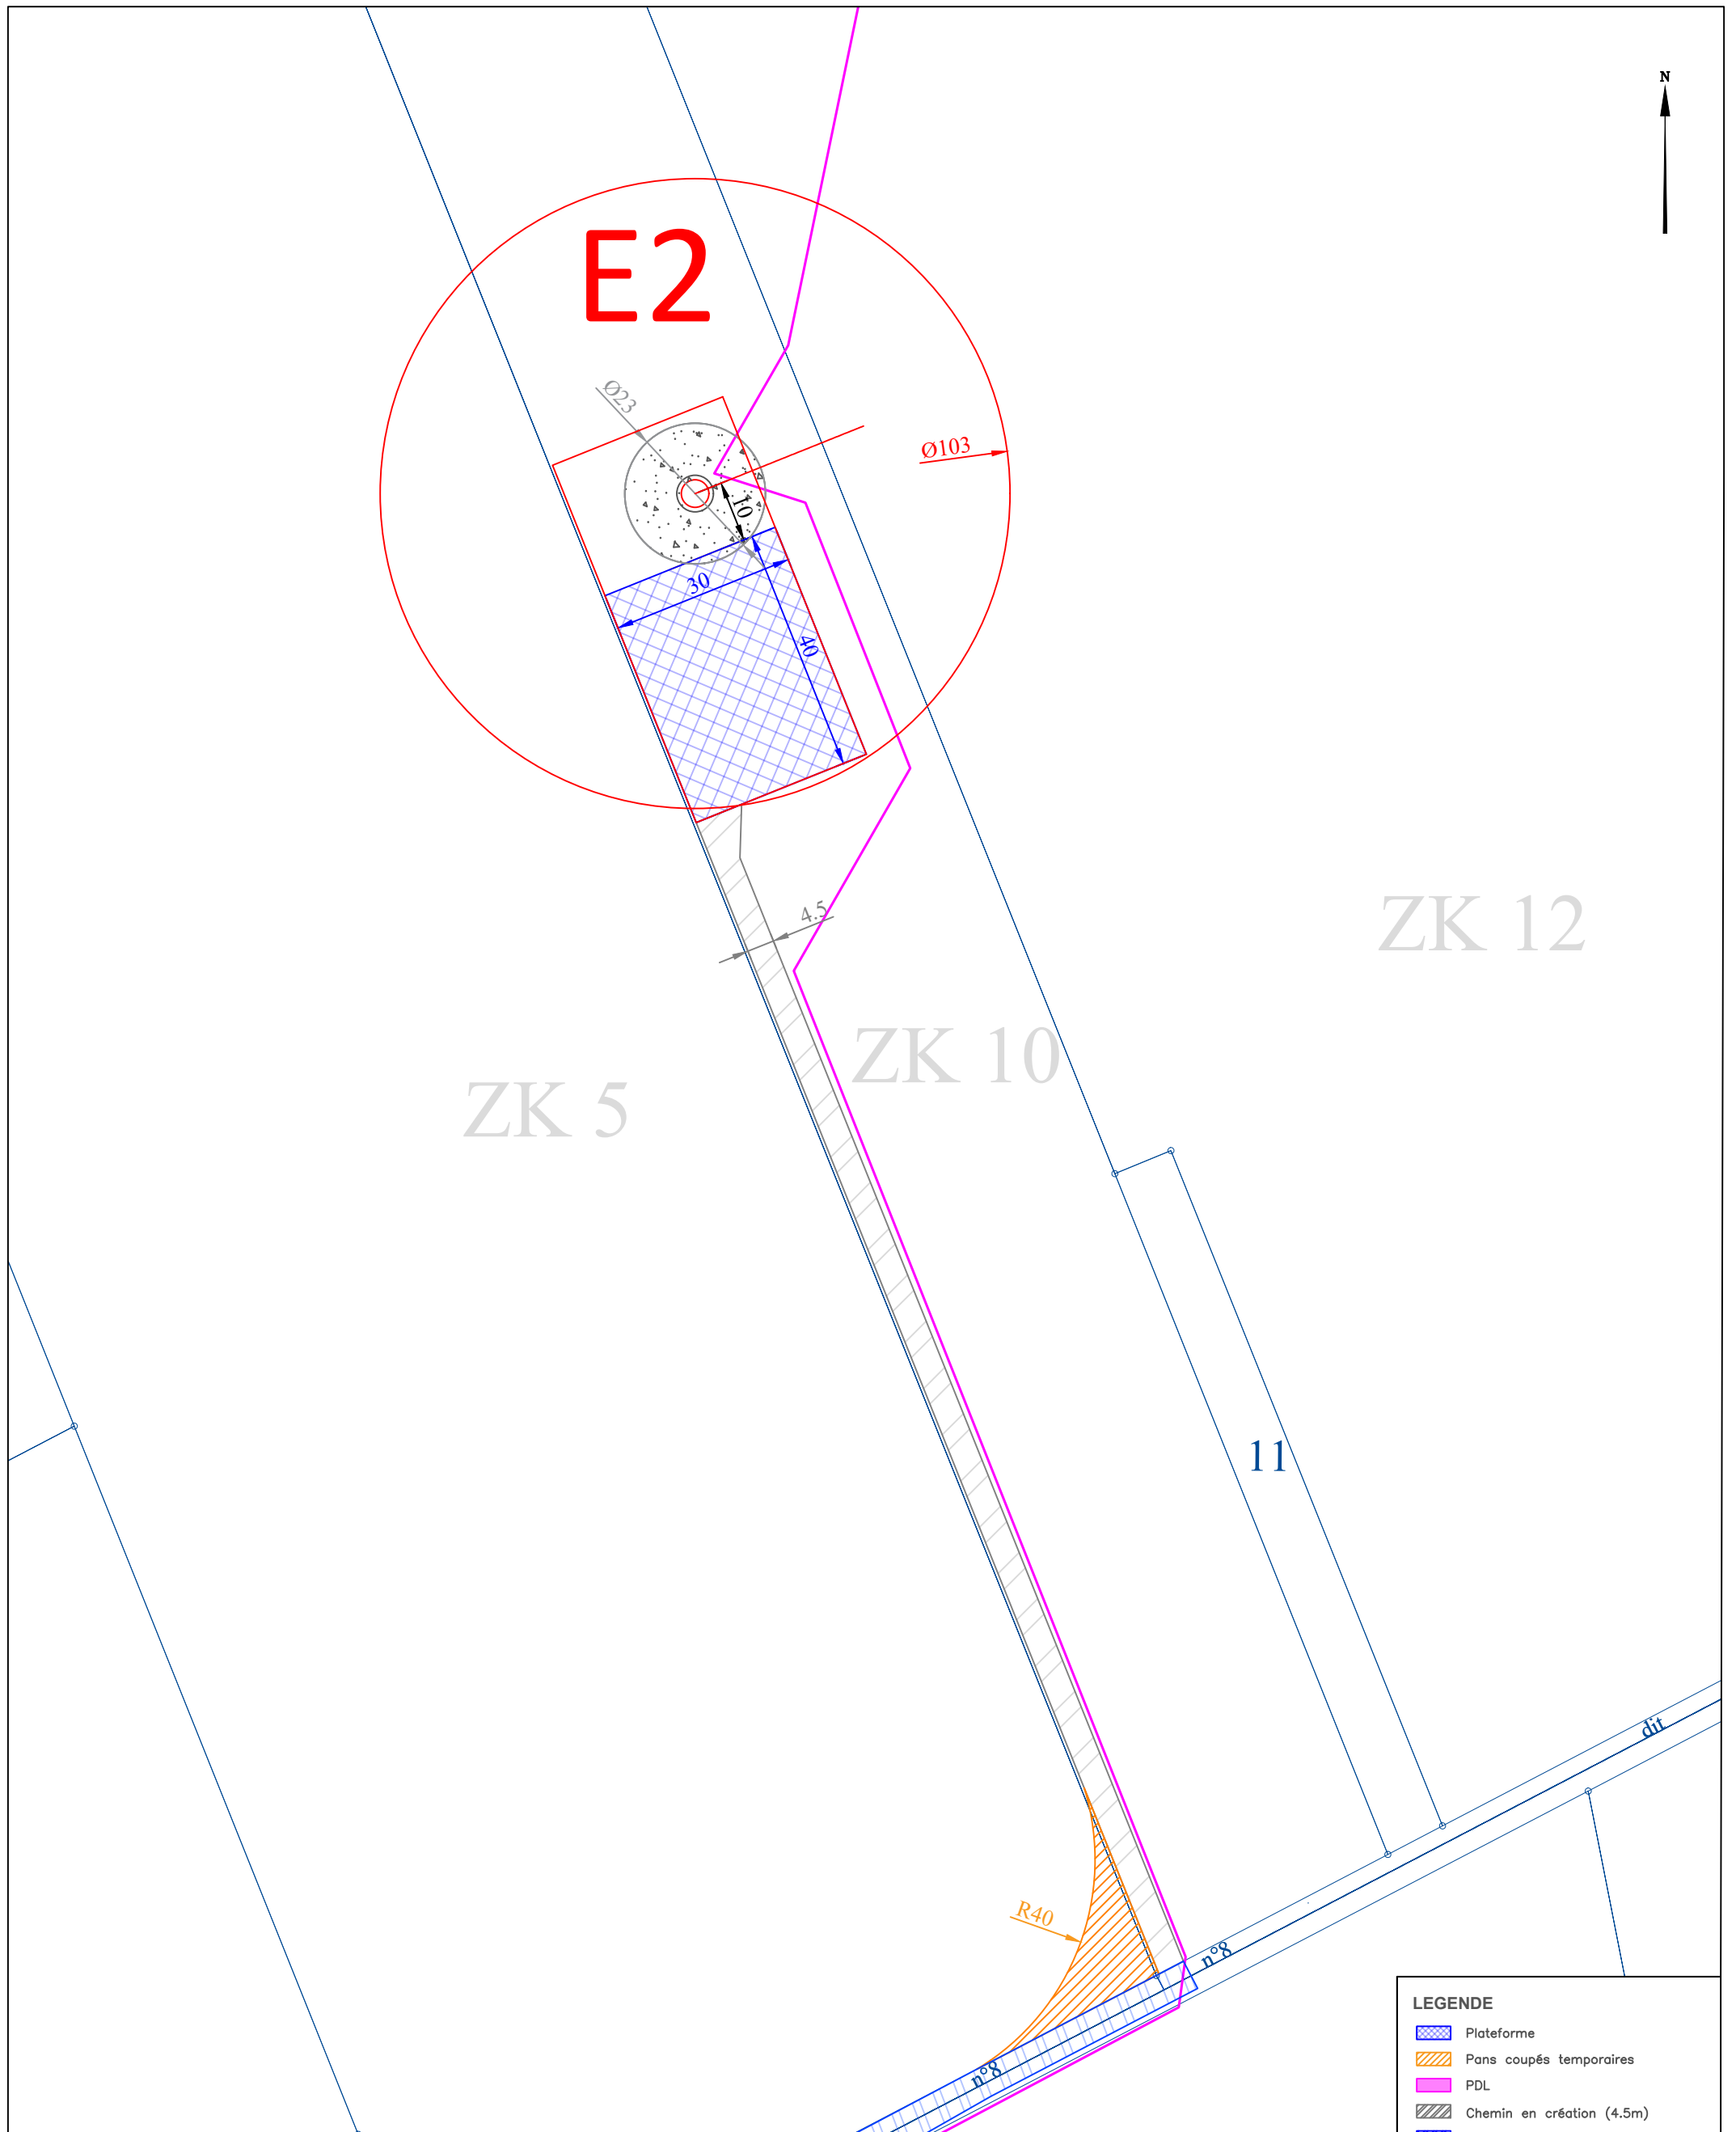 N
E2
Ø23
Ø103
10
30
40
4.5
ZK 12
ZK 10
ZK 5
11
dit
R40
n°8
n°8
LEGENDE
Plateforme
Pans coupés temporaires
PDL
Chemin en création (4.5m)